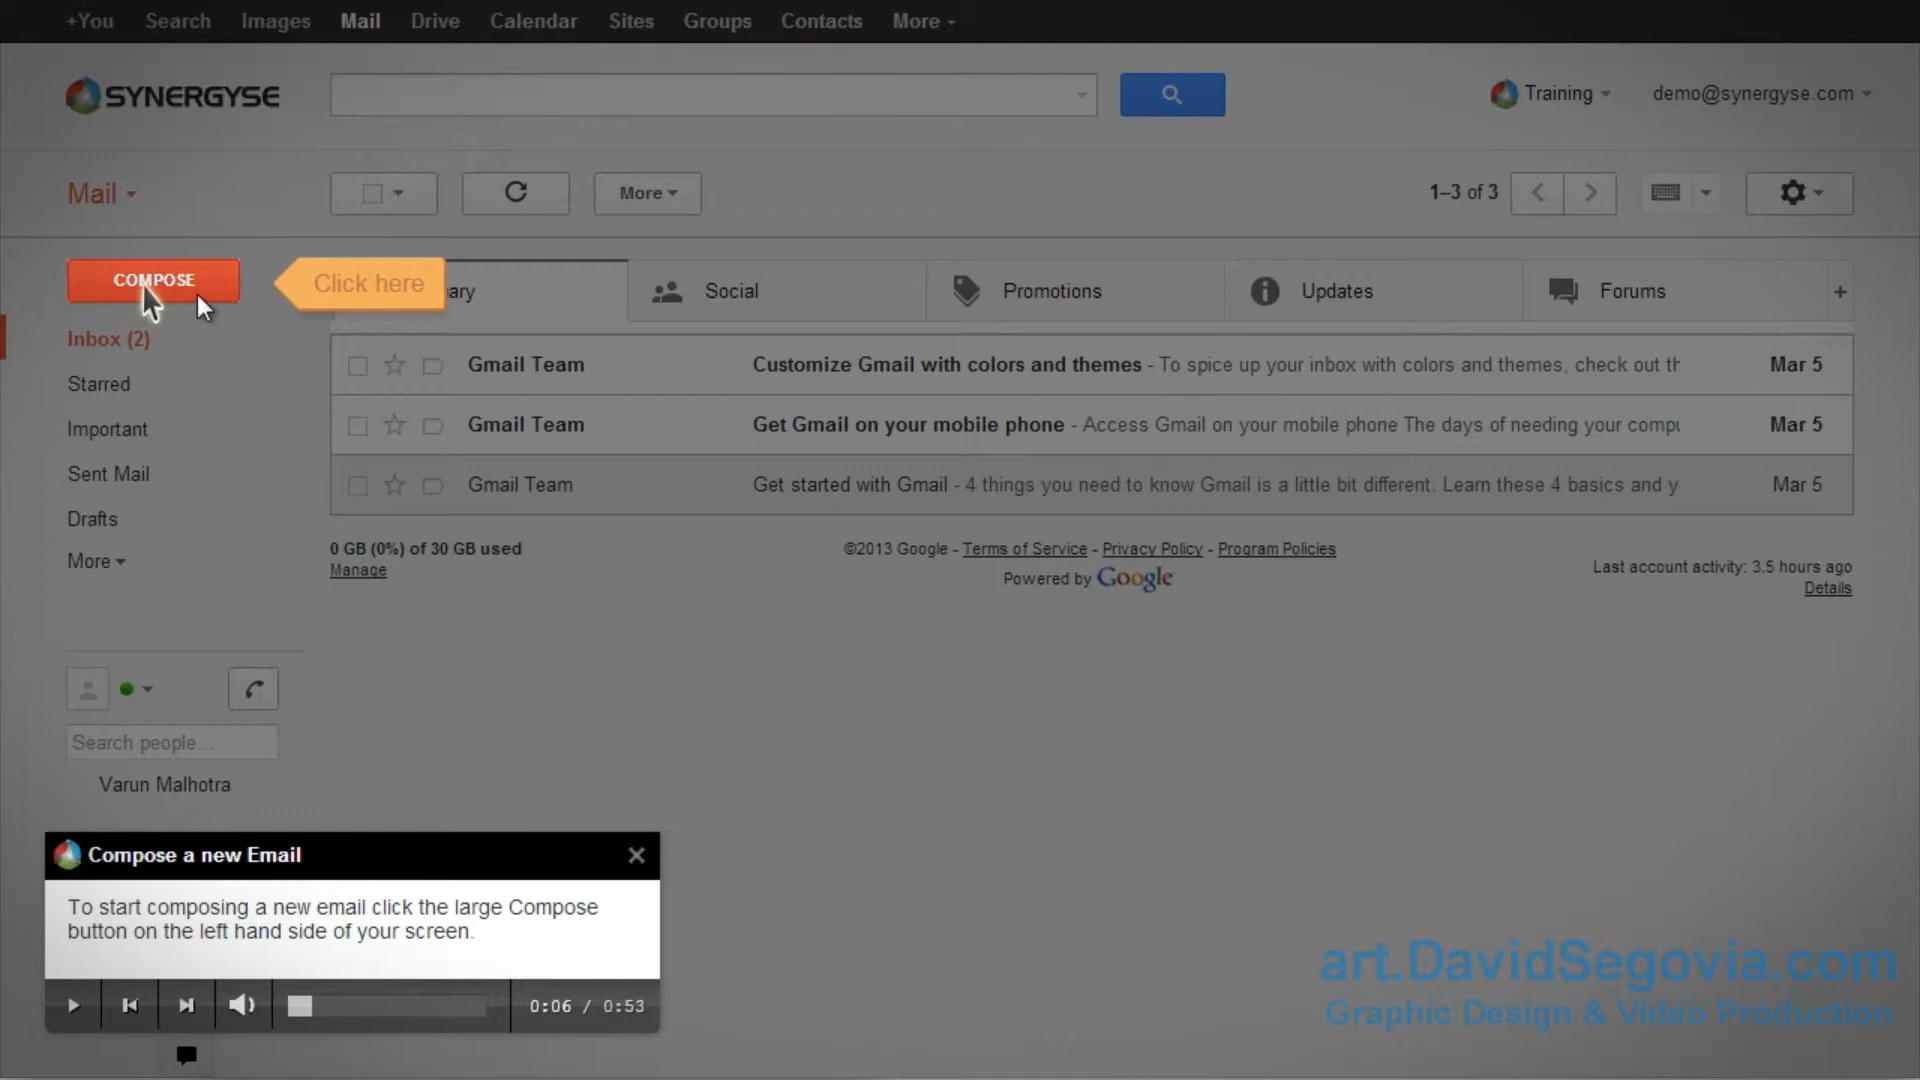 +You Search Images Mail Drive Calendar Sites Groups Contacts More
SYNERGYSE
Training demo@synergyse.com
Mail More 1–3 of 3
COMPOSE Click here ary Social Promotions Updates Forums +
Inbox (2)
Starred
Important
Sent Mail
Drafts
More
Gmail Team Customize Gmail with colors and themes - To spice up your inbox with colors and themes, check out th Mar 5
Gmail Team Get Gmail on your mobile phone - Access Gmail on your mobile phone The days of needing your compu Mar 5
Gmail Team Get started with Gmail - 4 things you need to know Gmail is a little bit different. Learn these 4 basics and y Mar 5
0 GB (0%) of 30 GB used
Manage
©2013 Google - Terms of Service - Privacy Policy - Program Policies
Powered by Google
Last account activity: 3.5 hours ago
Details
Search people...
Varun Malhotra
Compose a new Email
To start composing a new email click the large Compose
button on the left hand side of your screen.
0:06 / 0:53
art.DavidSegovia.com
Graphic Design & Video Production